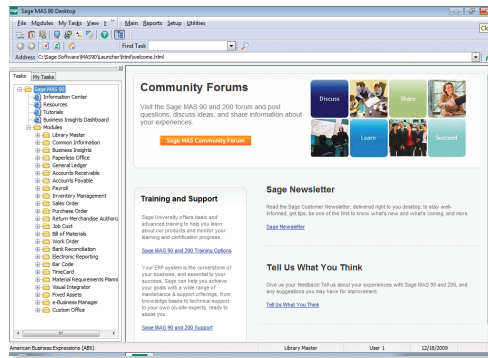 Sage MAS 90 Desktop
File Modules My Tasks View Main Reports Setup Utilities
Clo
Find Task
Address C:\Sage Software\MAS90\Launcher\html\welcome.html
Tasks My Tasks
Sage MAS 90
Information Center
Resources
Tutorials
Business Insights Dashboard
Modules
Library Master
Common Information
Business Insights
Paperless Office
General Ledger
Accounts Receivable
Accounts Payable
Payroll
Inventory Management
Sales Order
Purchase Order
Return Merchandise Authoriz
Job Cost
Bill of Materials
Work Order
Bank Reconciliation
Electronic Reporting
Bar Code
TimeCard
Material Requirements Planni
Visual Integrator
Fixed Assets
e-Business Manager
Custom Office
Community Forums
Visit the Sage MAS 90 and 200 forum and post
questions, discuss ideas, and share information about
your experiences.
Sage MAS Community Forum
Discuss
Share
Learn
Succeed
Training and Support
Sage University offers basic and
advanced training to help you learn
about our products and monitor your
learning and certification progress.
Sage MAS 90 and 200 Training Options
Your ERP system is the cornerstone of
your business, and essential to your
success. Sage can help you achieve
your goals with a wide range of
maintenance & support offerings, from
knowledge bases to technical support
to your own on-site experts, ready to
assist you.
Sage MAS 90 and 200 Support
Sage Newsletter
Read the Sage Customer Newsletter, delivered right to you desktop; to stay well-
informed, get tips, be one of the first to know what's new and what's coming, and more.
Sage Newsletter
Tell Us What You Think
Give us your feedback! Tell us about your experiences with Sage MAS 90 and 200, and
any suggestions you may have for improvement.
Tell Us What You Think
American Business Expressions (ABX) Library Master User 1 12/18/2009